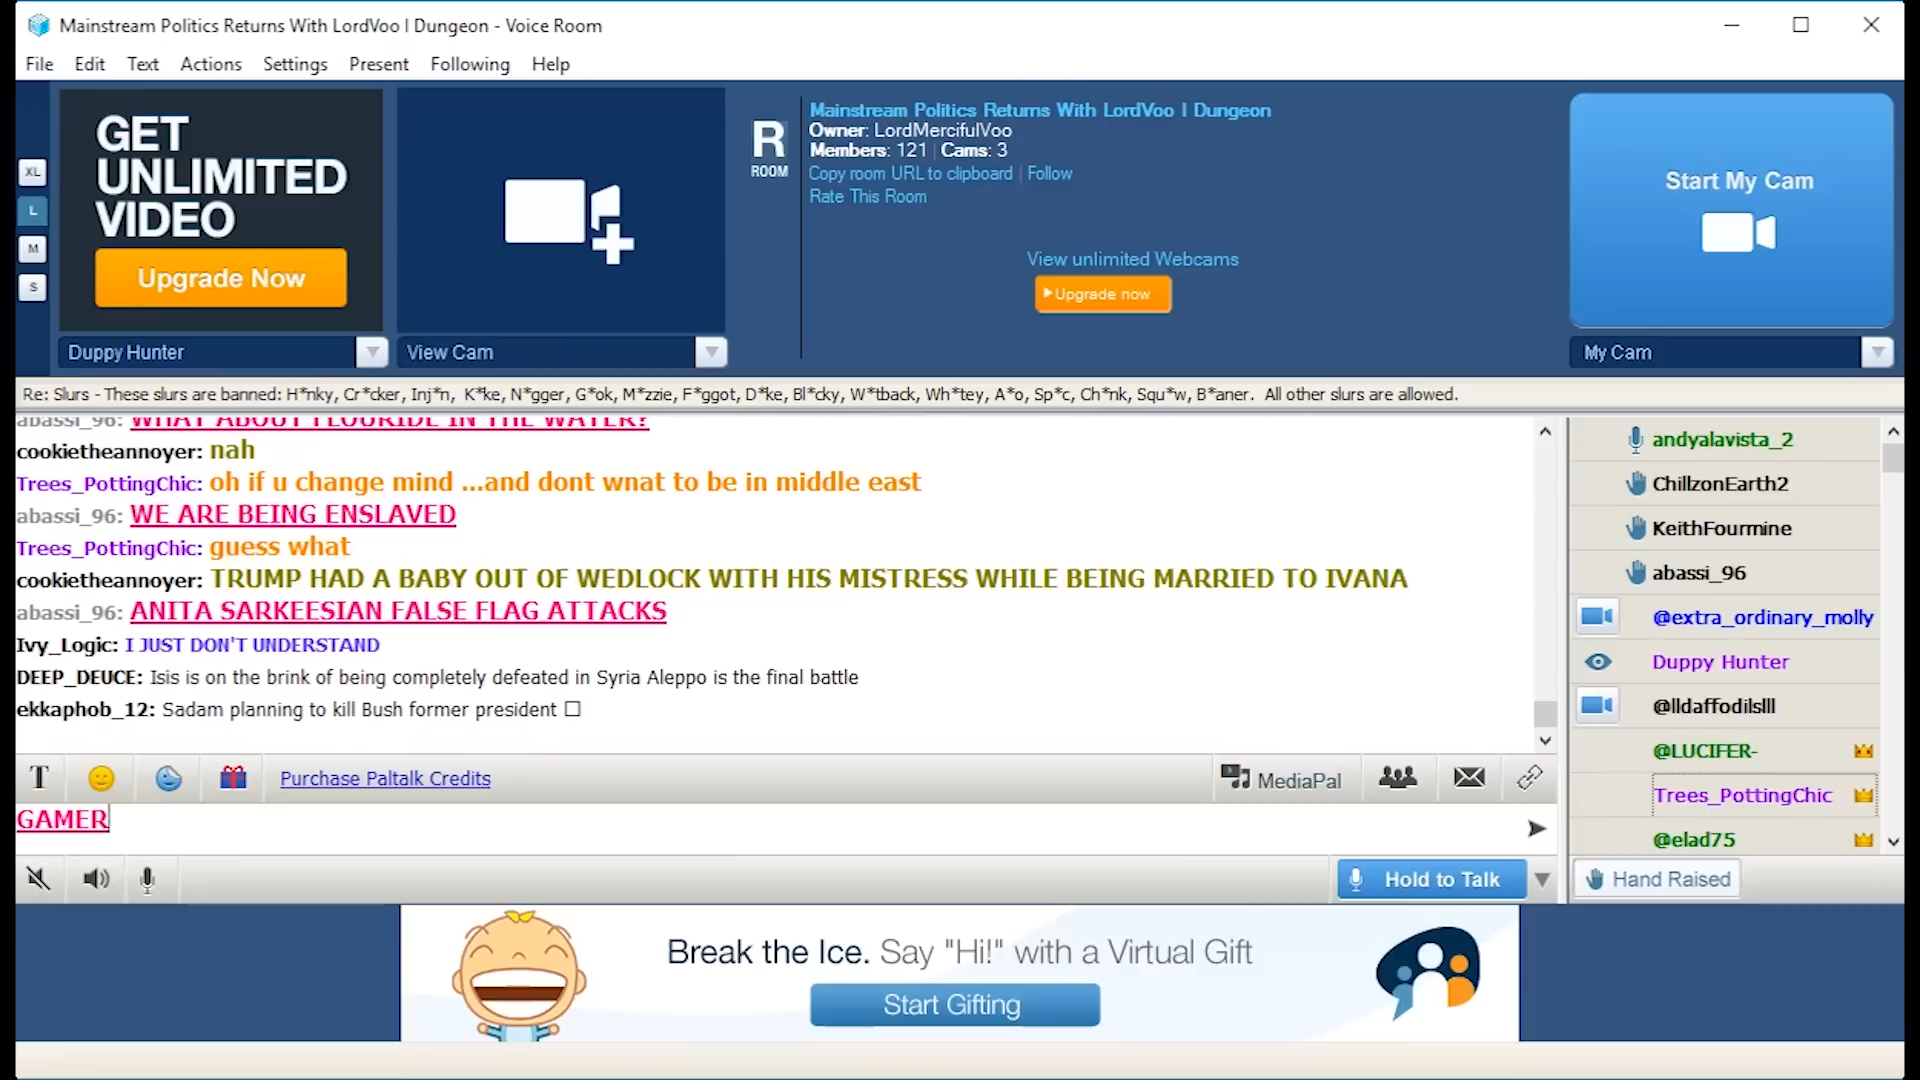 Mainstream Politics Returns With LordVoo l Dungeon - Voice Room
File Edit Text Actions Settings Present Following Help
XL
L
M
S
GET
UNLIMITED
VIDEO
Upgrade Now
Duppy Hunter
View Cam
R
ROOM
Mainstream Politics Returns With LordVoo l Dungeon
Owner: LordMercifulVoo
Members: 121 | Cams: 3
Copy room URL to clipboard | Follow
Rate This Room
View unlimited Webcams
Upgrade now
Start My Cam
My Cam
Re: Slurs - These slurs are banned: H*nky, Cr*cker, Inj*n, K*ke, N*gger, G*ok, M*zzie, F*ggot, D*ke, Bl*cky, W*tback, Wh*tey, A*o, Sp*c, Ch*nk, Squ*w, B*aner. All other slurs are allowed.
abassi_96: WHAT ABOUT FLOURIDE IN THE WATER?
cookietheannoyer: nah
Trees_PottingChic: oh if u change mind ...and dont wnat to be in middle east
abassi_96: WE ARE BEING ENSLAVED
Trees_PottingChic: guess what
cookietheannoyer: TRUMP HAD A BABY OUT OF WEDLOCK WITH HIS MISTRESS WHILE BEING MARRIED TO IVANA
abassi_96: ANITA SARKEESIAN FALSE FLAG ATTACKS
Ivy_Logic: I JUST DON'T UNDERSTAND
DEEP_DEUCE: Isis is on the brink of being completely defeated in Syria Aleppo is the final battle
ekkaphob_12: Sadam planning to kill Bush former president □
T
Purchase Paltalk Credits
MediaPal
GAMER
Hold to Talk
andyalavista_2
ChillzonEarth2
KeithFourmine
abassi_96
@extra_ordinary_molly
Duppy Hunter
@lldaffodilslll
@LUCIFER-
Trees_PottingChic
@elad75
Hand Raised
Break the Ice. Say "Hi!" with a Virtual Gift
Start Gifting